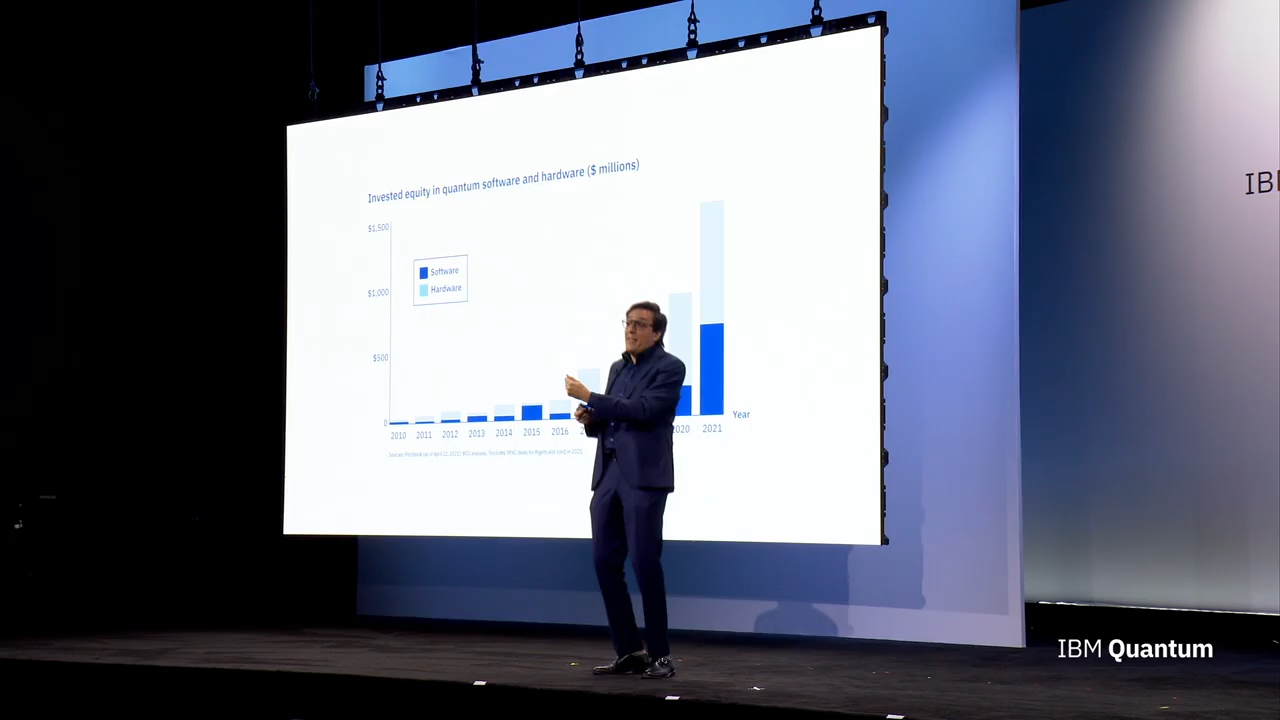 Invested equity in quantum software and hardware ($ millions)
$1,500
$1,000
$500
0
Software
Hardware
2010 2011 2012 2013 2014 2015 2016 2020 2021
Year
IBM
IBM Quantum